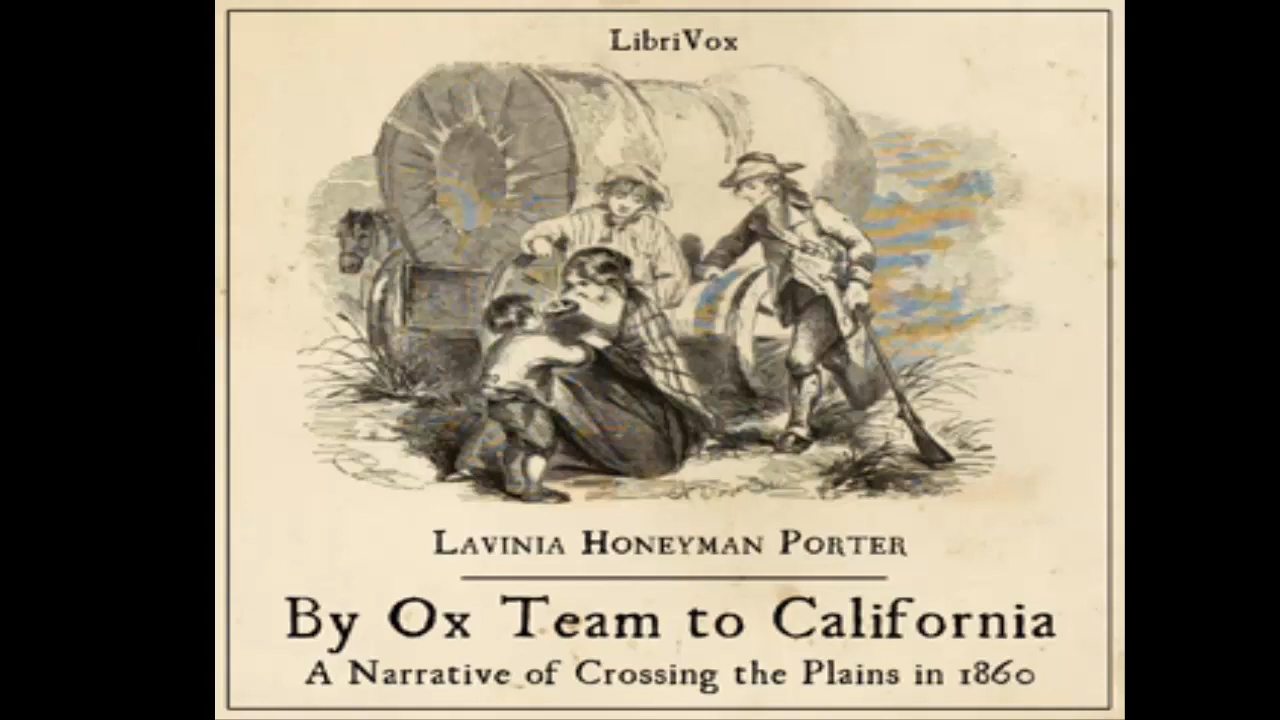 LibriVox
Lavinia Honeyman Porter
By Ox Team to California
A Narrative of Crossing the Plains in 1860